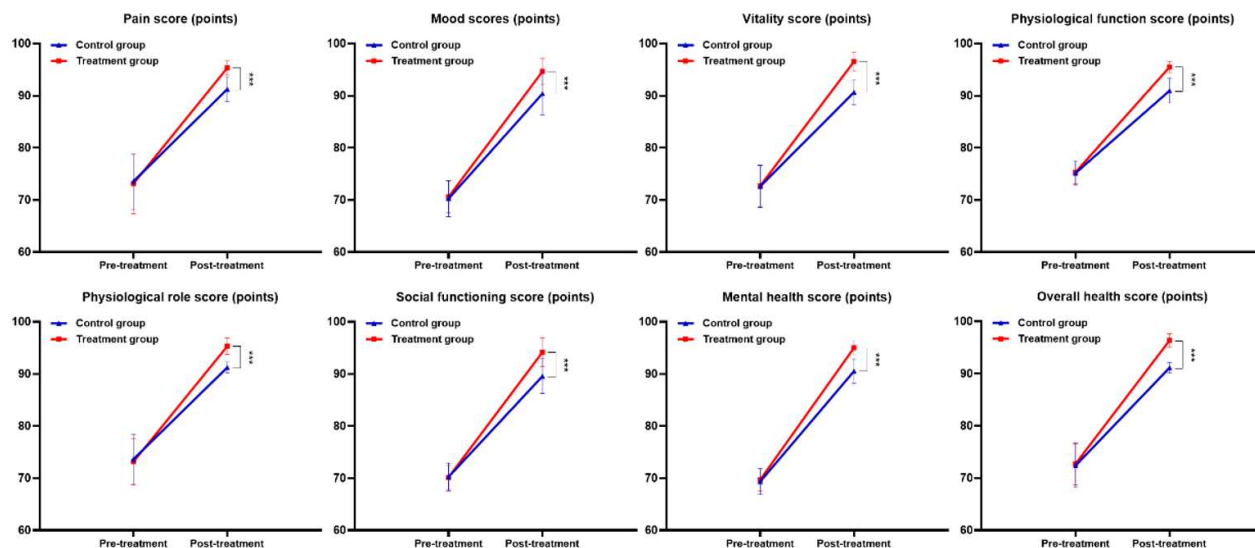 Pain score (points)
100
90
80
70
60
Control group
Treatment group
***
Pre-treatment Post-treatment
Mood scores (points)
100
90
80
70
60
Control group
Treatment group
***
Pre-treatment Post-treatment
Vitality score (points)
100
90
80
70
60
Control group
Treatment group
***
Pre-treatment Post-treatment
Physiological function score (points)
100
90
80
70
60
Control group
Treatment group
***
Pre-treatment Post-treatment
Physiological role score (points)
100
90
80
70
60
Control group
Treatment group
***
Pre-treatment Post-treatment
Social functioning score (points)
100
90
80
70
60
Control group
Treatment group
***
Pre-treatment Post-treatment
Mental health score (points)
100
90
80
70
60
Control group
Treatment group
***
Pre-treatment Post-treatment
Overall health score (points)
100
90
80
70
60
Control group
Treatment group
***
Pre-treatment Post-treatment